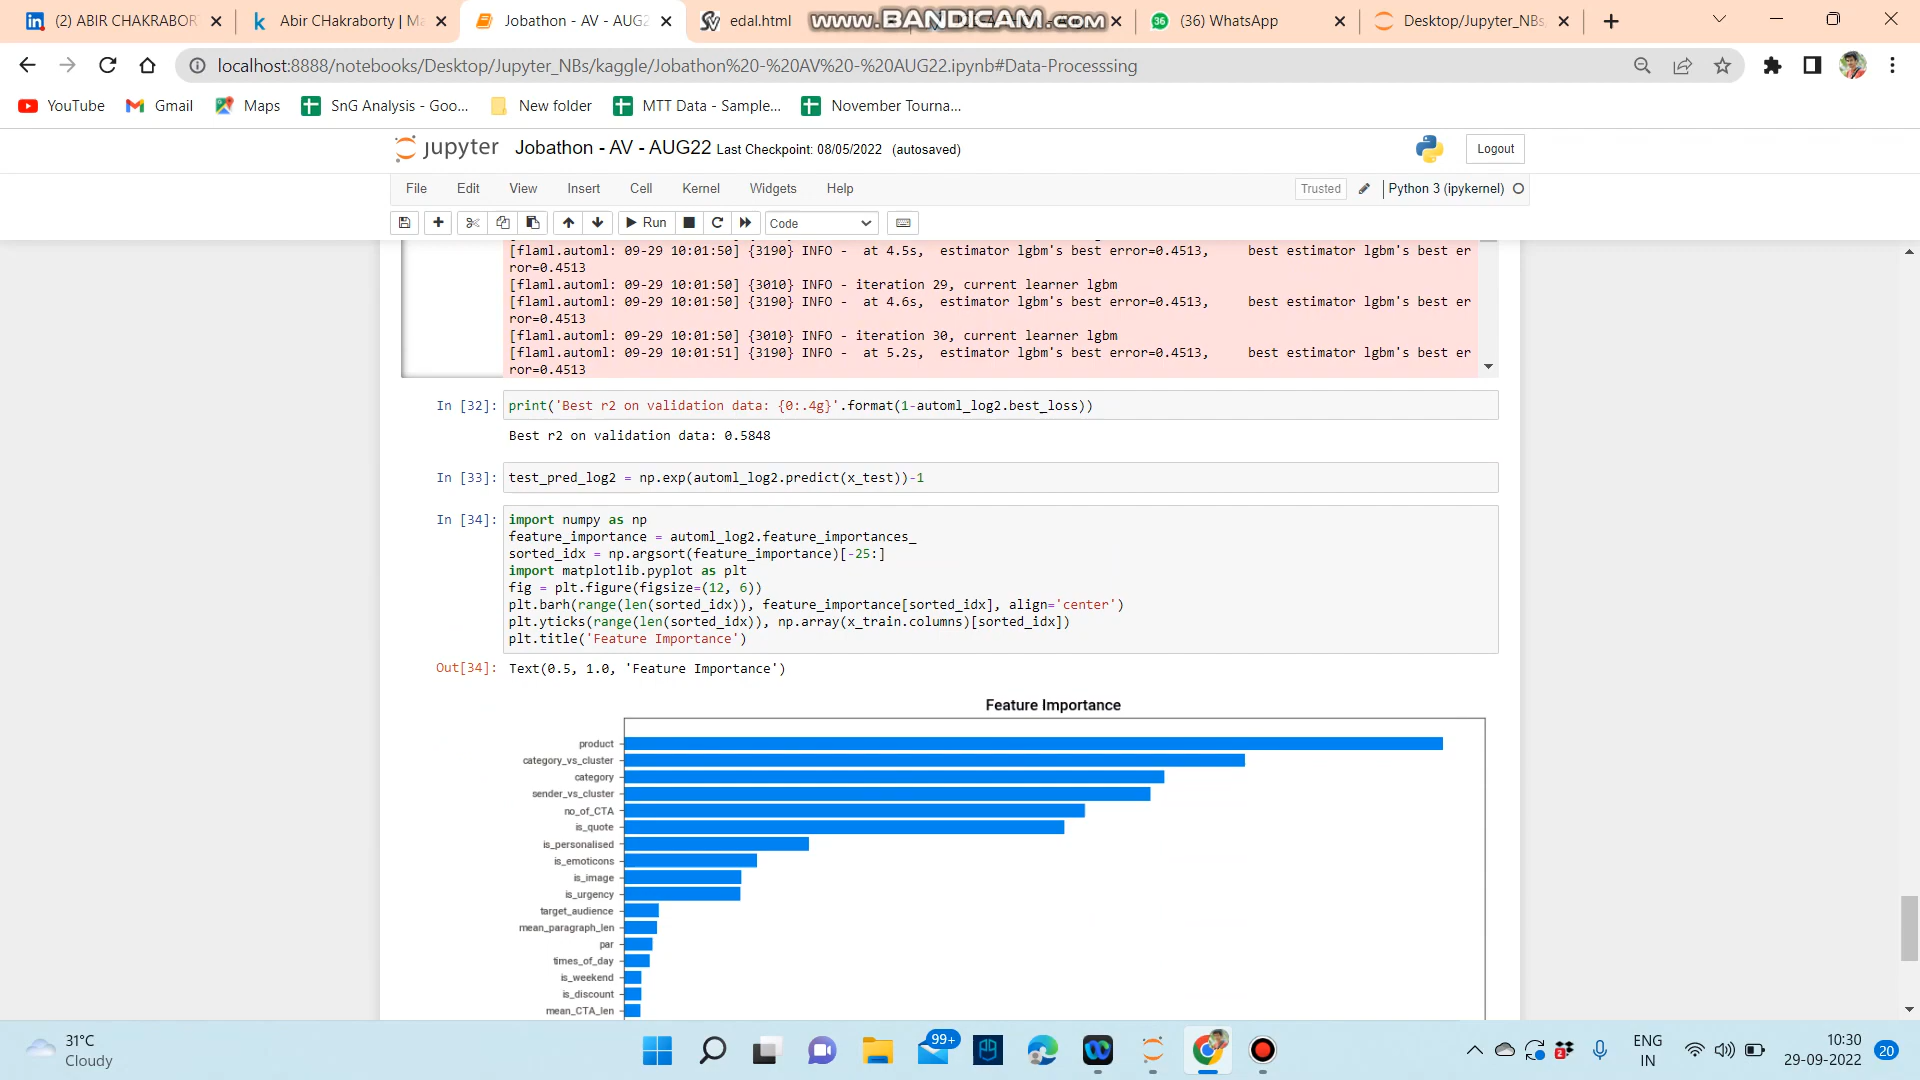 (2) ABIR CHAKRABOR
Abir CHakraborty | Ma
Jobathon - AV - AUG2
edal.html
www.BANDICAM.com
(36) WhatsApp
Desktop/Jupyter_NBs
localhost:8888/notebooks/Desktop/Jupyter_NBs/kaggle/Jobathon%20-%20AV%20-%20AUG22.ipynb#Data-Processsing
YouTube
Gmail
Maps
SnG Analysis - Goo...
New folder
MTT Data - Sample...
November Tourna...
jupyter
Jobathon - AV - AUG22 Last Checkpoint: 08/05/2022 (autosaved)
Logout
File Edit View Insert Cell Kernel Widgets Help
Trusted
Python 3 (ipykernel)
Run
Code
[flaml.automl: 09-29 10:01:50] {3190} INFO -  at 4.5s,  estimator lgbm's best error=0.4513,     best estimator lgbm's best er
ror=0.4513
[flaml.automl: 09-29 10:01:50] {3010} INFO - iteration 29, current learner lgbm
[flaml.automl: 09-29 10:01:50] {3190} INFO -  at 4.6s,  estimator lgbm's best error=0.4513,     best estimator lgbm's best er
ror=0.4513
[flaml.automl: 09-29 10:01:50] {3010} INFO - iteration 30, current learner lgbm
[flaml.automl: 09-29 10:01:51] {3190} INFO -  at 5.2s,  estimator lgbm's best error=0.4513,     best estimator lgbm's best er
ror=0.4513
In [32]: print('Best r2 on validation data: {0:.4g}'.format(1-automl_log2.best_loss))
Best r2 on validation data: 0.5848
In [33]: test_pred_log2 = np.exp(automl_log2.predict(x_test))-1
In [34]: import numpy as np
feature_importance = automl_log2.feature_importances_
sorted_idx = np.argsort(feature_importance)[-25:]
import matplotlib.pyplot as plt
fig = plt.figure(figsize=(12, 6))
plt.barh(range(len(sorted_idx)), feature_importance[sorted_idx], align='center')
plt.yticks(range(len(sorted_idx)), np.array(x_train.columns)[sorted_idx])
plt.title('Feature Importance')
Out[34]: Text(0.5, 1.0, 'Feature Importance')
Feature Importance
product
category_vs_cluster
category
sender_vs_cluster
no_of_CTA
is_quote
is_personalised
is_emoticons
is_image
is_urgency
target_audience
mean_paragraph_len
par
times_of_day
is_weekend
is_discount
mean_CTA_len
31°C
Cloudy
99+
2
ENG
IN
10:30
29-09-2022
20